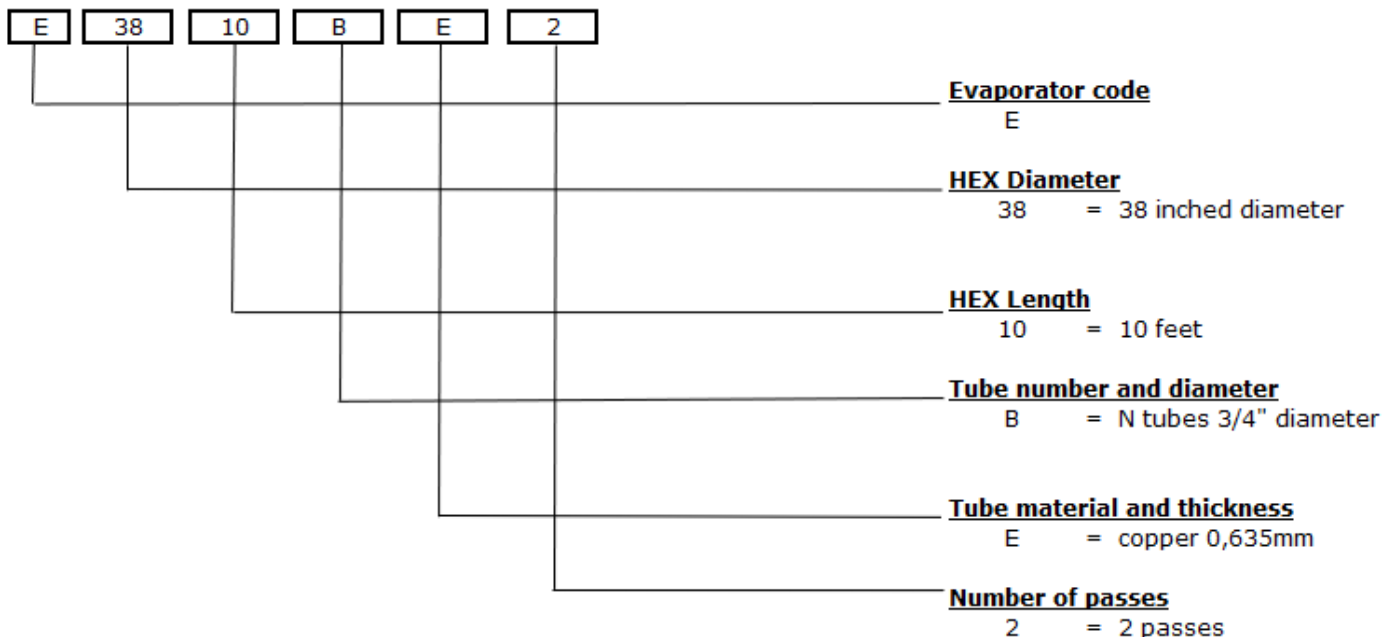 E 38 10 B E 2
Evaporator code
E
HEX Diameter
38 = 38 inched diameter
HEX Length
10 = 10 feet
Tube number and diameter
B = N tubes 3/4" diameter
Tube material and thickness
E = copper 0,635mm
Number of passes
2 = 2 passes